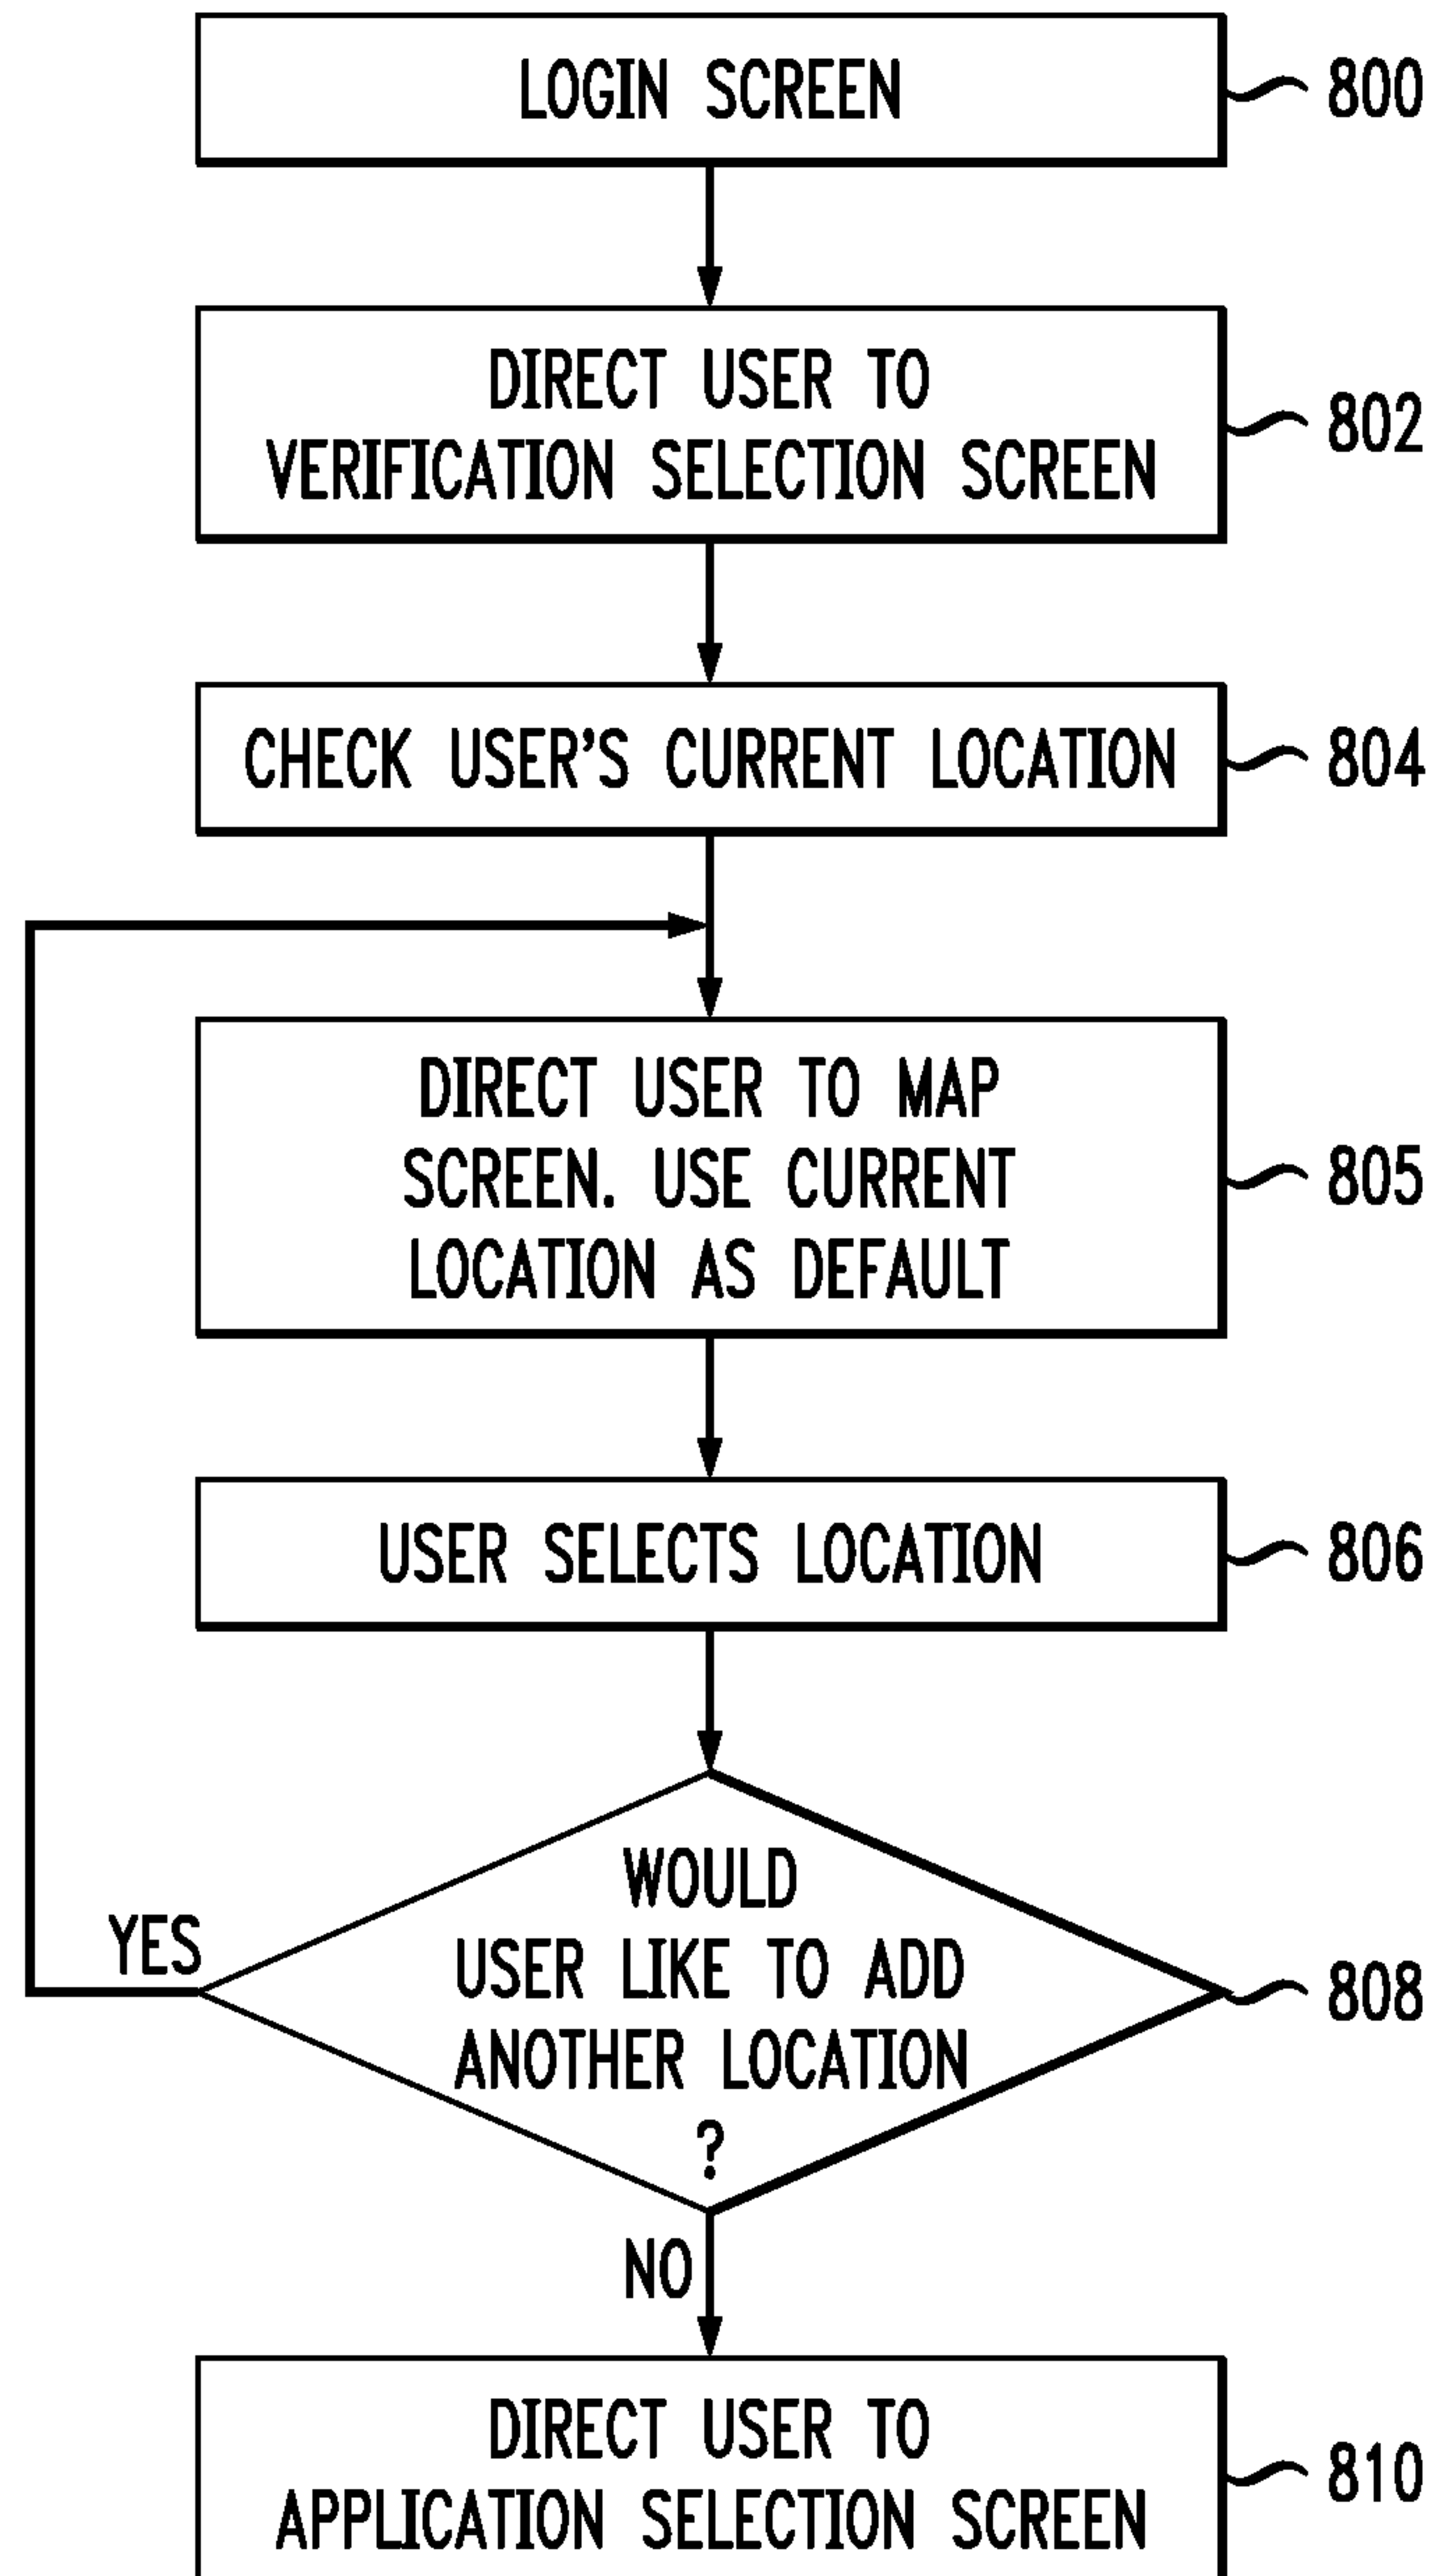 LOGIN SCREEN
800
DIRECT USER TO
VERIFICATION SELECTION SCREEN
802
CHECK USER'S CURRENT LOCATION
804
DIRECT USER TO MAP
SCREEN. USE CURRENT
LOCATION AS DEFAULT
805
USER SELECTS LOCATION
806
WOULD
USER LIKE TO ADD
ANOTHER LOCATION
?
808
YES
NO
DIRECT USER TO
APPLICATION SELECTION SCREEN
810